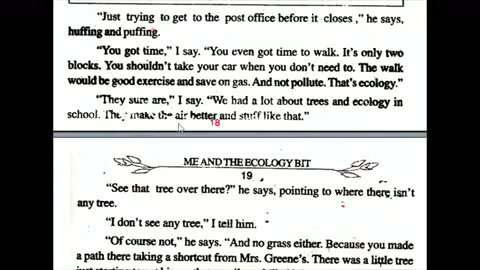 "Just trying to get to the post office before it closes," he says,
huffing and puffing.
"You got time," I say. "You even got time to walk. It's only two
blocks. You shouldn't take your car when you don't need to. The walk
would be good exercise and save on gas. And not pollute. That's ecology."
"They sure are," I say. "We had a lot about trees and ecology in
school. They make the air better and stuff like that."
18
ME AND THE ECOLOGY BIT
19
"See that tree over there?" he says, pointing to where there isn't
any tree.
"I don't see any tree," I tell him.
"Of course not," he says. "And no grass either. Because you made
a path there taking a shortcut from Mrs. Greene's. There was a little tree
just